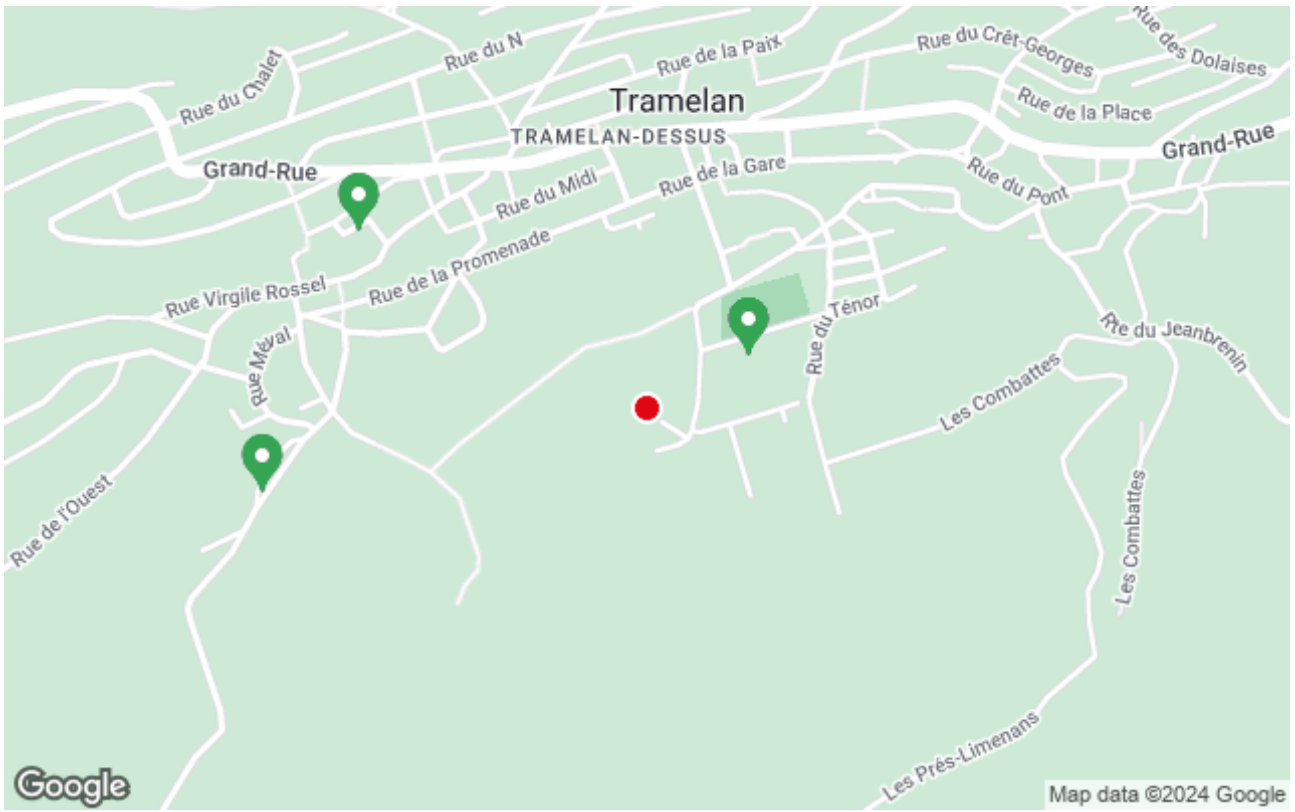 Rue du N
Rue de la Paix
Rue du Crêt-Georges
Rue des Dolaises
Rue du Chalet
Tramelan
Rue de la Place
TRAMELAN-DESSUS
Grand-Rue
Grand-Rue
Rue de la Gare
Rue du Midi
Rue du Pont
Rue de la Promenade
Rue Virgile Rossel
Rue du Ténor
Rte du Jeanbrenin
Rue Méval
Les Combattes
Rue de l'Ouest
Les Combattes
Les Prés-Limenans
Google
Map data ©2024 Google